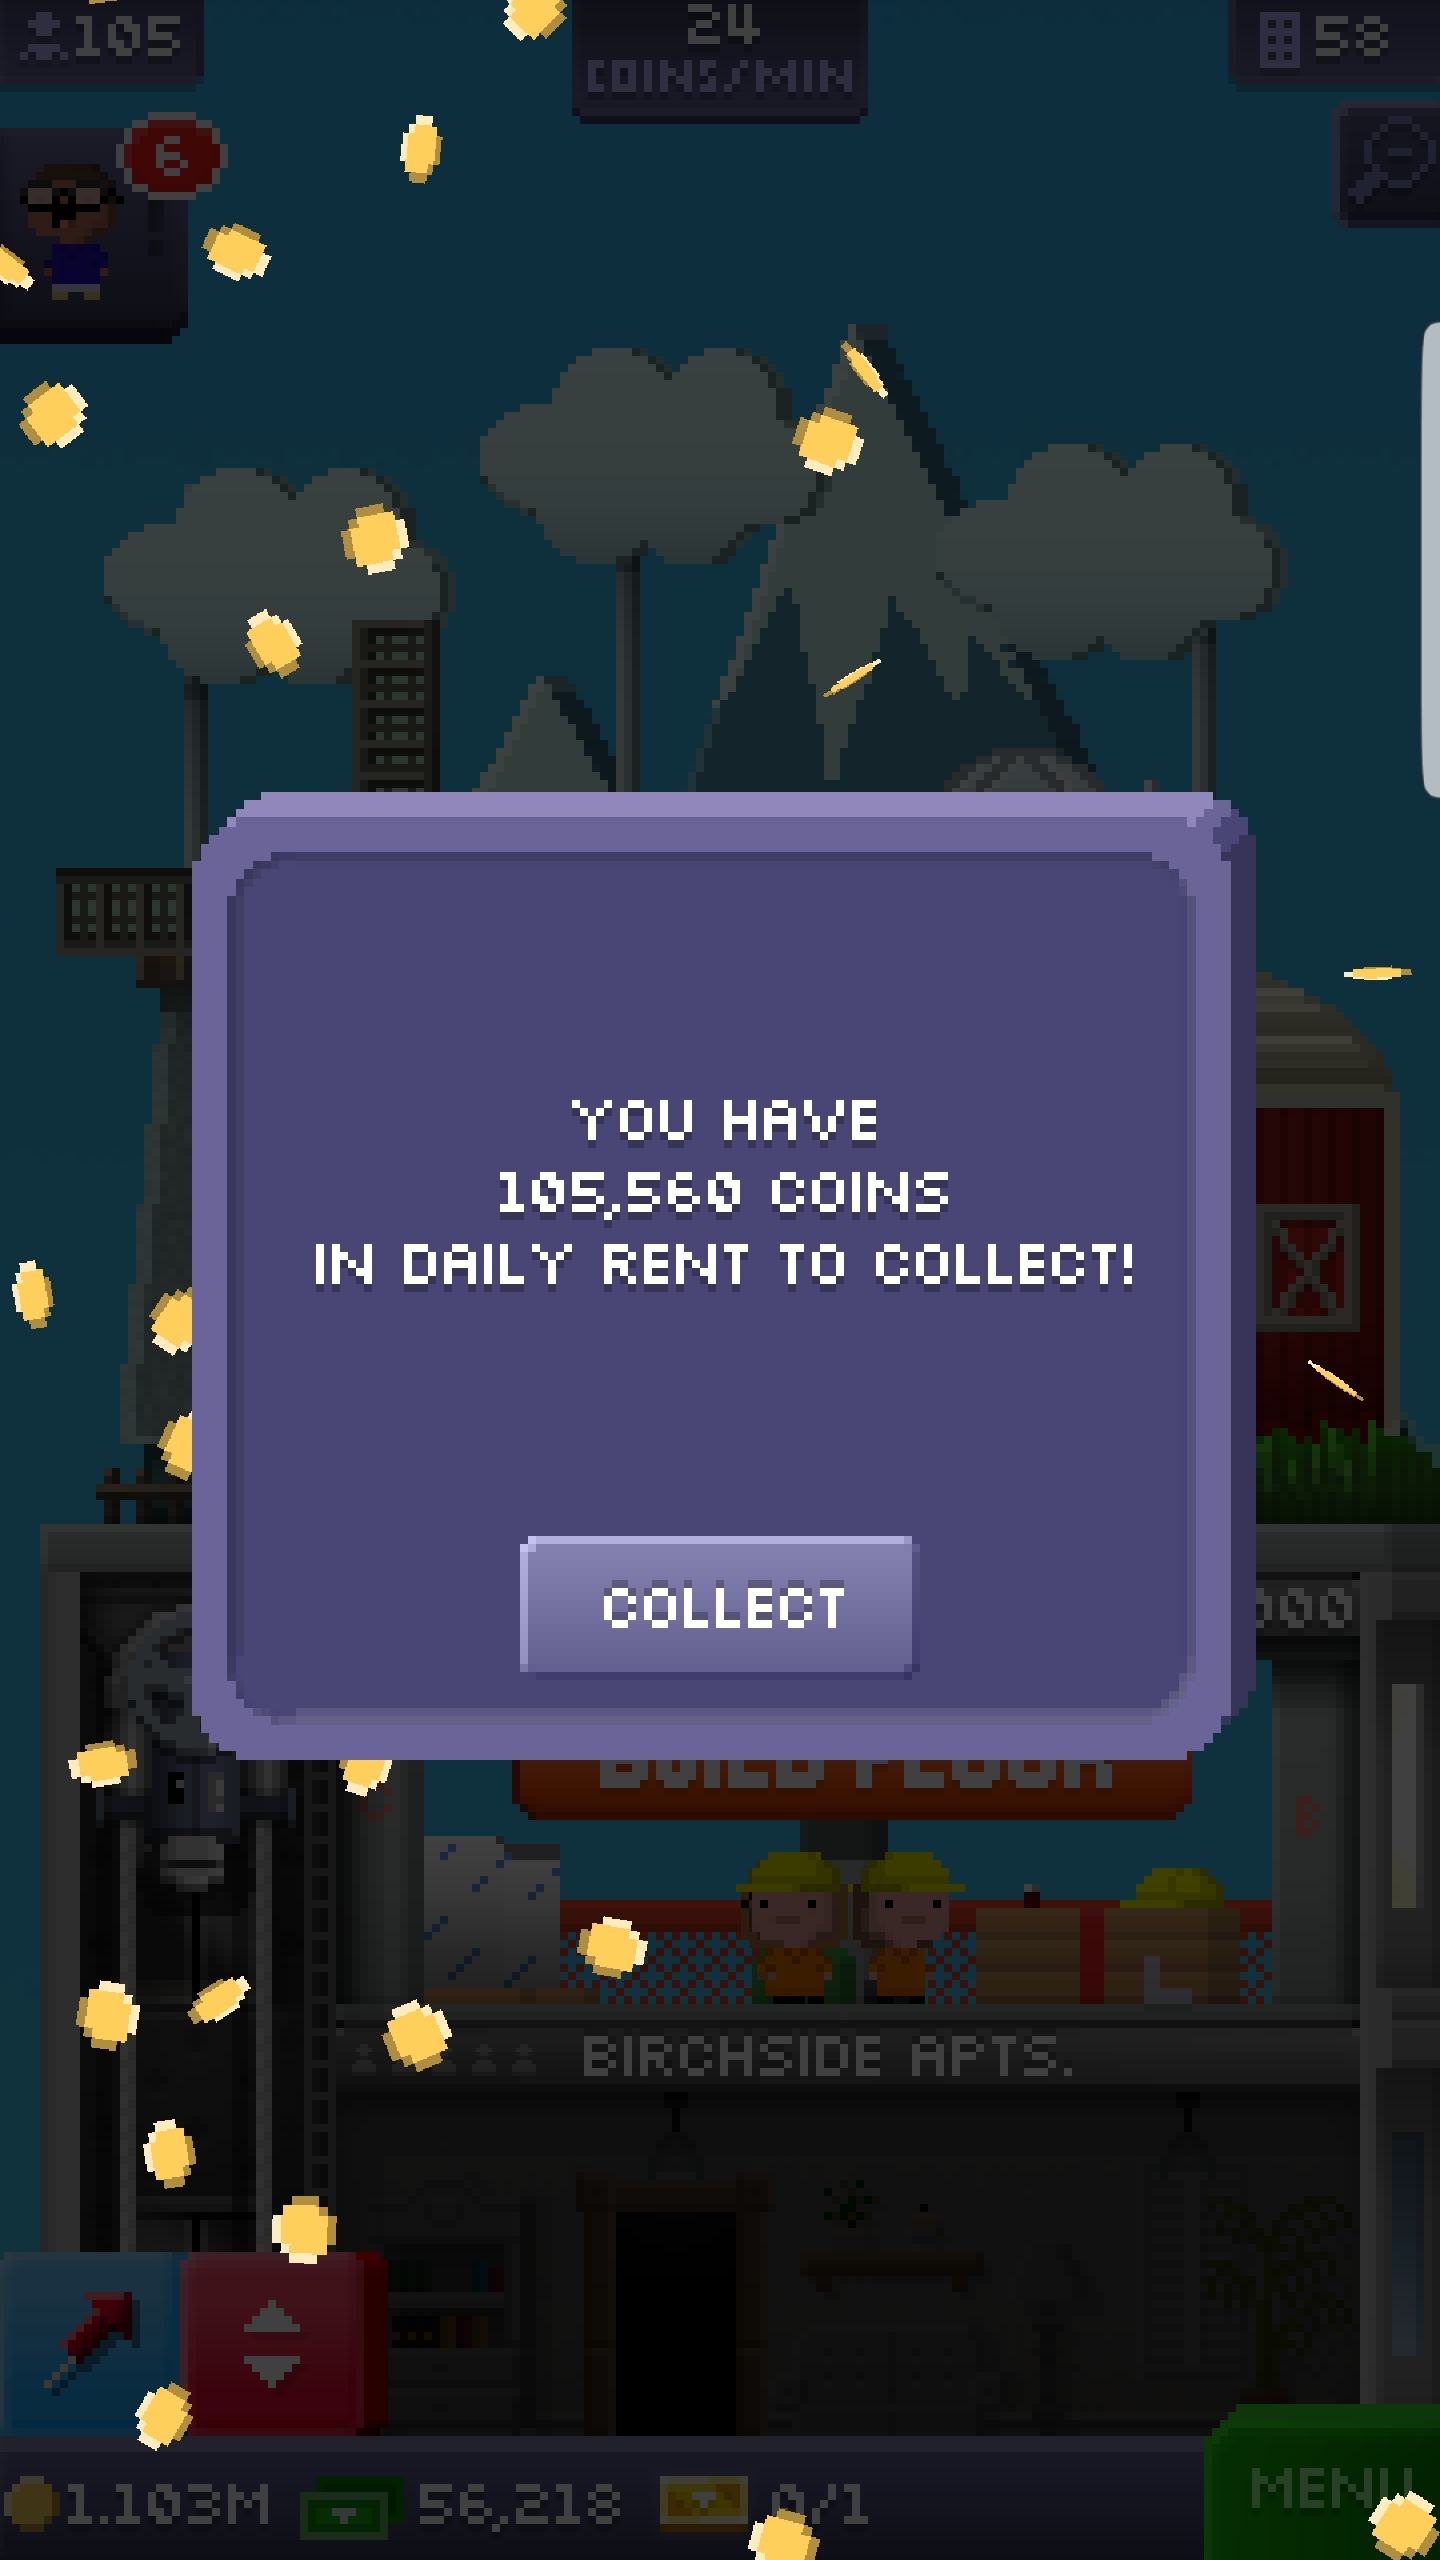 105
24
COINS/MIN
58
6
YOU HAVE
105,560 COINS
IN DAILY RENT TO COLLECT!
COLLECT
000
BUILD FLOOR
B
BIRCHSIDE APTS.
1.103M
56,218
0/1
MENU